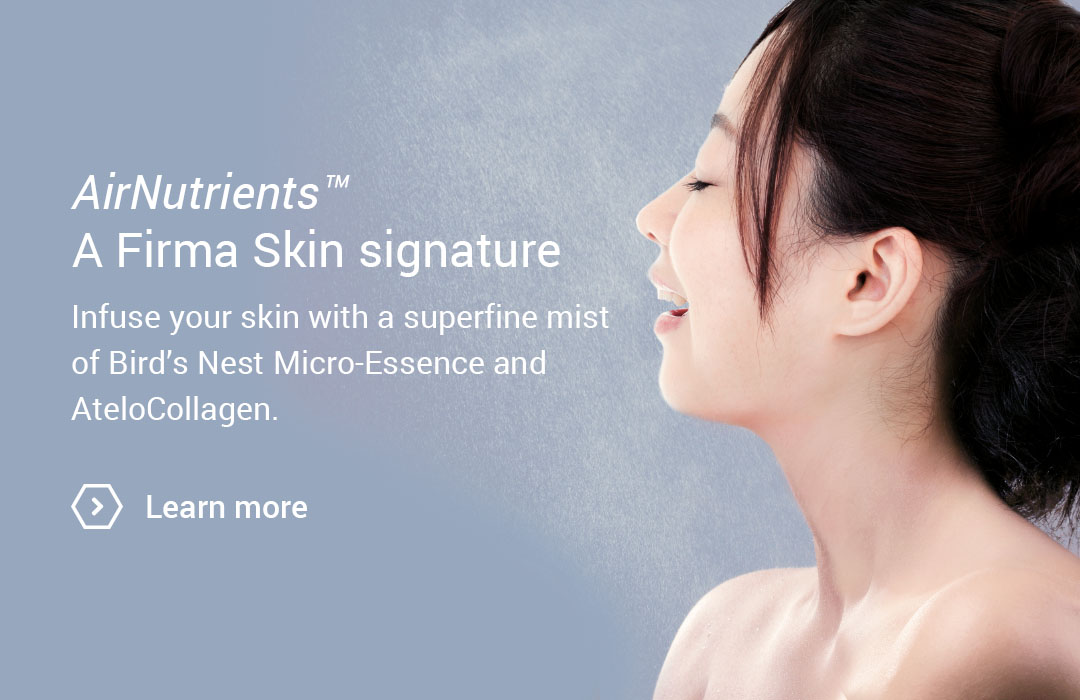 AirNutrients™
A Firma Skin signature
Infuse your skin with a superfine mist
of Bird’s Nest Micro-Essence and
AteloCollagen.
Learn more